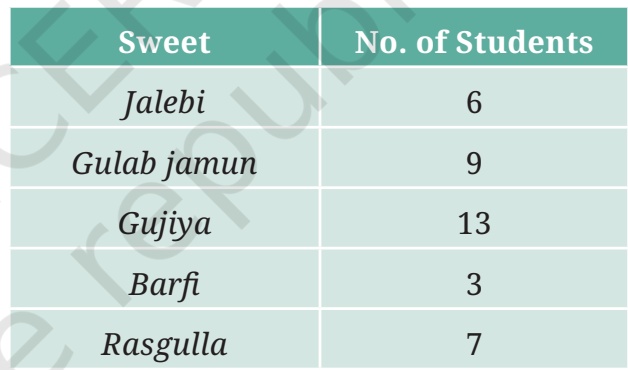 Sweet No. of Students
Jalebi 6
Gulab jamun 9
Gujiya 13
Barfi 3
Rasgulla 7